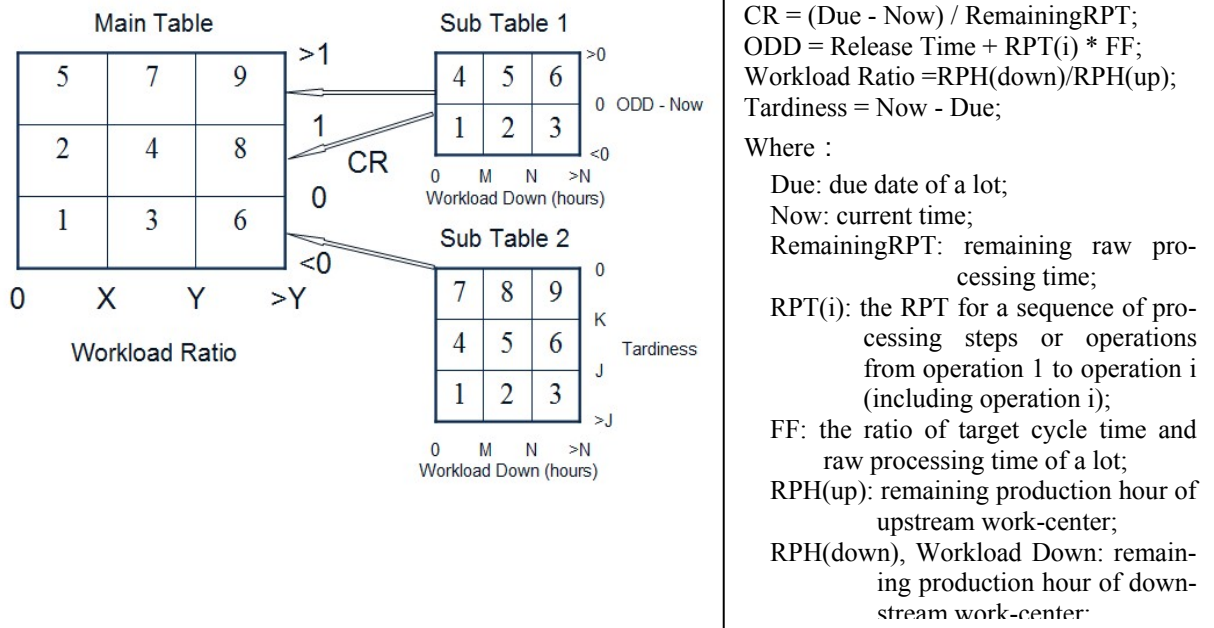 Main Table
5 7 9
2 4 8
1 3 6
>1
1
0
<0
CR
0 X Y >Y
Workload Ratio
Sub Table 1
4 5 6
1 2 3
>0
0 ODD - Now
<0
0 M N >N
Workload Down (hours)
Sub Table 2
7 8 9
4 5 6
1 2 3
0
K
Tardiness
J
>J
0 M N >N
Workload Down (hours)
CR = (Due - Now) / RemainingRPT;
ODD = Release Time + RPT(i) * FF;
Workload Ratio =RPH(down)/RPH(up);
Tardiness = Now - Due;
Where：
Due: due date of a lot;
Now: current time;
RemainingRPT: remaining raw pro-
cessing time;
RPT(i): the RPT for a sequence of pro-
cessing steps or operations
from operation 1 to operation i
(including operation i);
FF: the ratio of target cycle time and
raw processing time of a lot;
RPH(up): remaining production hour of
upstream work-center;
RPH(down), Workload Down: remain-
ing production hour of down-
stream work-center;